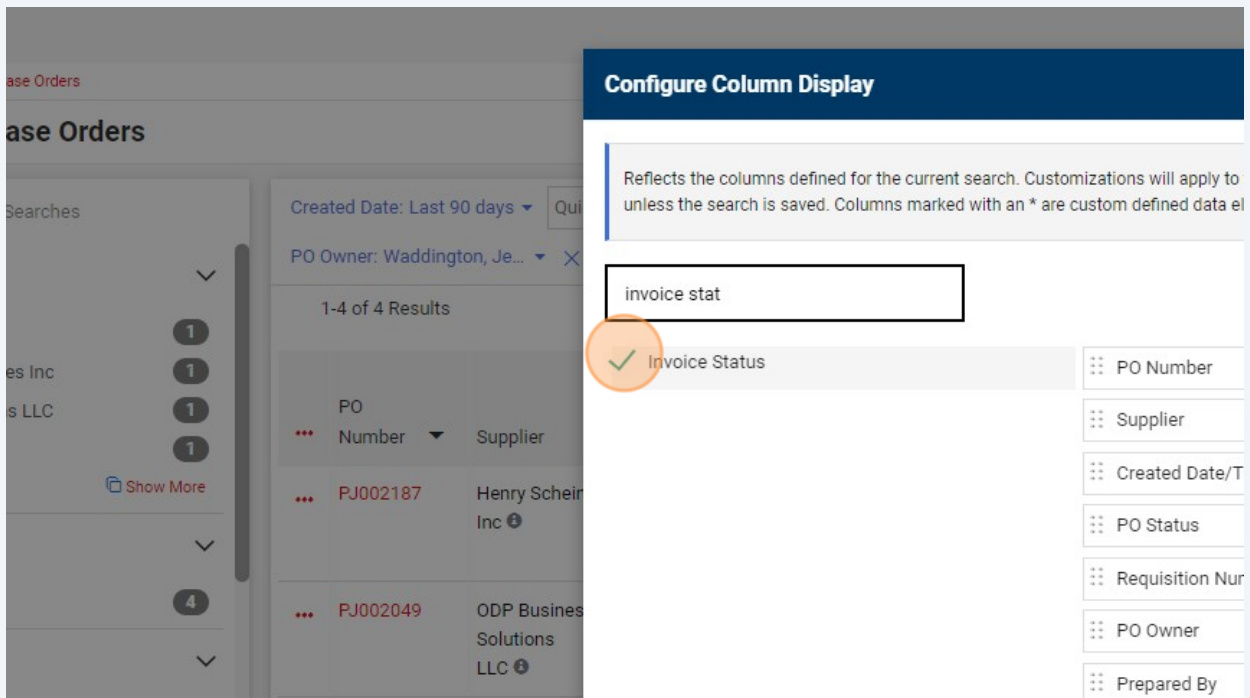 ase Orders
ase Orders
Searches
1
es Inc 1
s LLC 1
1
Show More
4
Created Date: Last 90 days Qui
PO Owner: Waddington, Je...
1-4 of 4 Results
PO
Number Supplier
PJ002187 Henry Schein
Inc
PJ002049 ODP Busines
Solutions
LLC
Configure Column Display
Reflects the columns defined for the current search. Customizations will apply to
unless the search is saved. Columns marked with an * are custom defined data el
invoice stat
Invoice Status
PO Number
Supplier
Created Date/T
PO Status
Requisition Nur
PO Owner
Prepared By